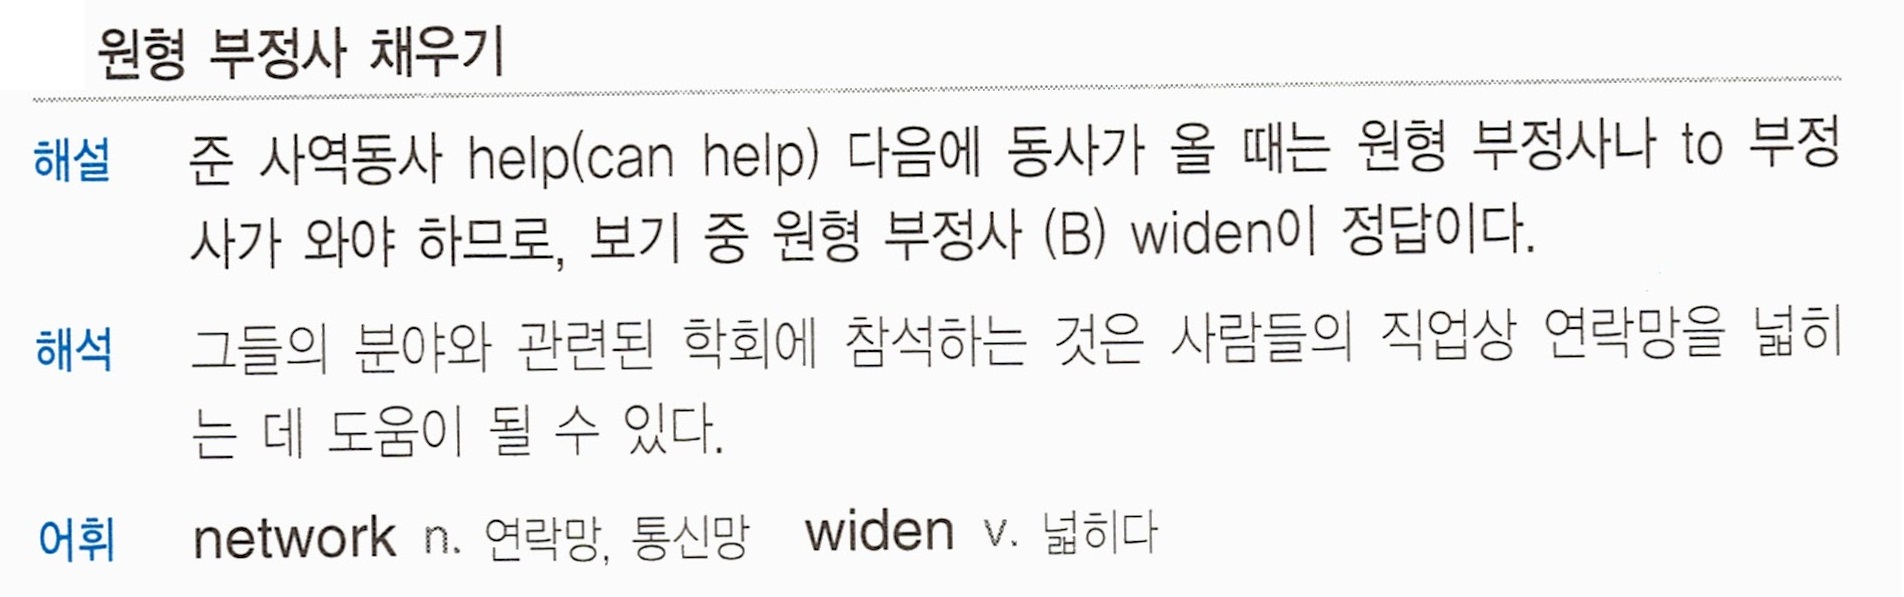 원형 부정사 채우기
해설 준 사역동사 help(can help) 다음에 동사가 올 때는 원형 부정사나 to 부정
사가 와야 하므로, 보기 중 원형 부정사 (B) widen이 정답이다.
해석 그들의 분야와 관련된 학회에 참석하는 것은 사람들의 직업상 연락망을 넓히
는 데 도움이 될 수 있다.
어휘 network n. 연락망, 통신망 widen v. 넓히다